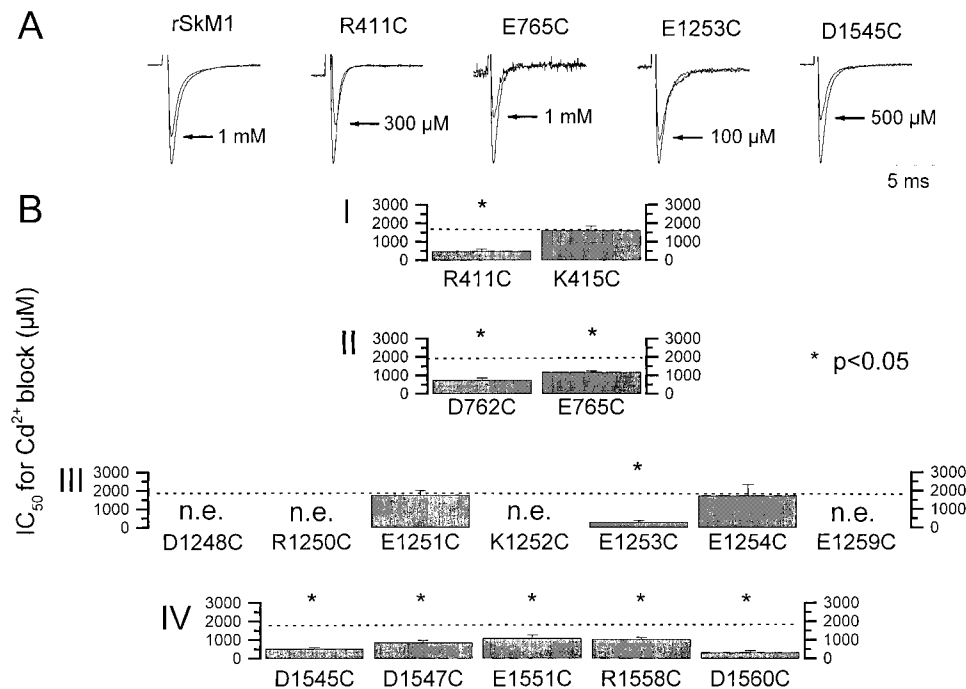 A
rSkM1 R411C E765C E1253C D1545C
1 mM 300 µM 1 mM 100 µM 500 µM
5 ms
B
IC50 for Cd2+ block (µM)
I
3000 2000 1000 0
*
3000 2000 1000 0
R411C K415C
II
3000 2000 1000 0
* *
3000 2000 1000 0
D762C E765C
* p<0.05
III
3000 2000 1000 0
n.e. n.e. n.e. * n.e.
3000 2000 1000 0
D1248C R1250C E1251C K1252C E1253C E1254C E1259C
IV
3000 2000 1000 0
* * * * *
3000 2000 1000 0
D1545C D1547C E1551C R1558C D1560C